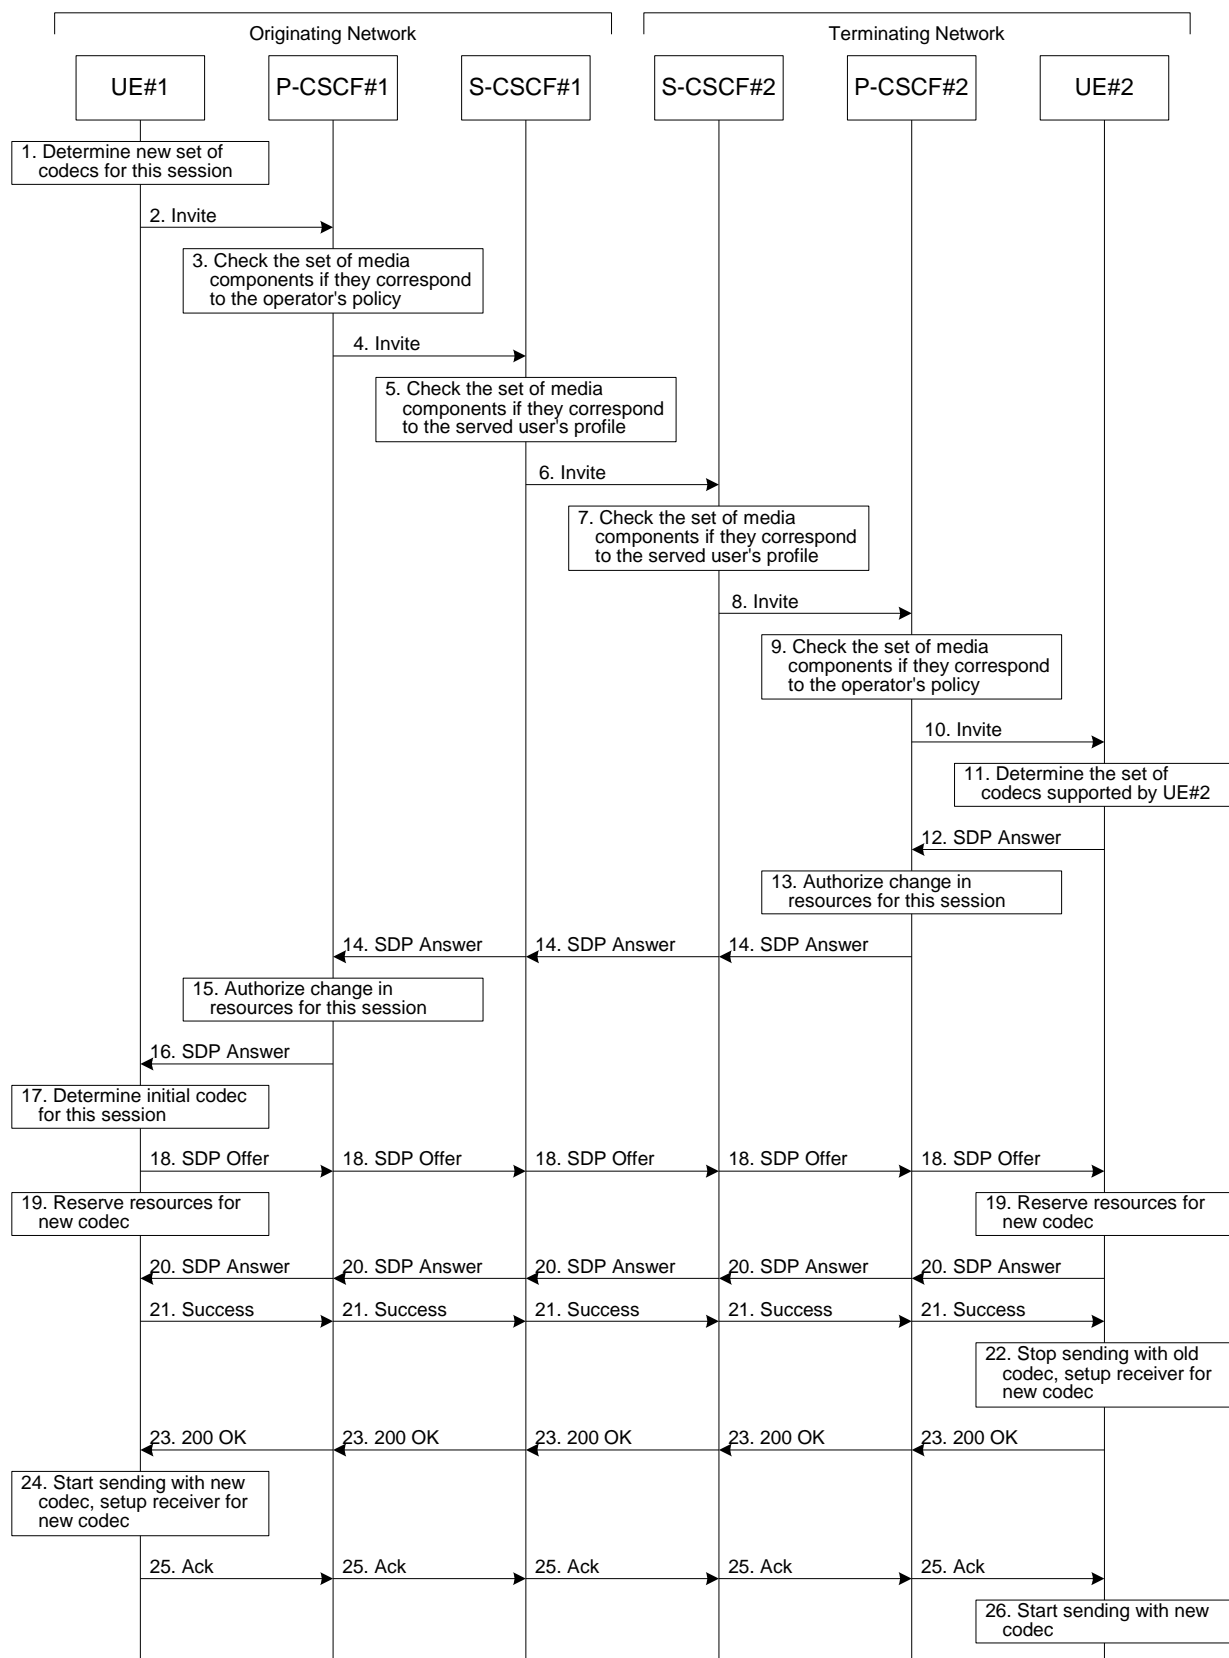 Originating Network
Terminating Network
UE#1
P-CSCF#1
S-CSCF#1
S-CSCF#2
P-CSCF#2
UE#2
1. Determine new set of
codecs for this session
2. Invite
3. Check the set of media
components if they correspond
to the operator's policy
4. Invite
5. Check the set of media
components if they correspond
to the served user's profile
6. Invite
7. Check the set of media
components if they correspond
to the served user's profile
8. Invite
9. Check the set of media
components if they correspond
to the operator's policy
10. Invite
11. Determine the set of
codecs supported by UE#2
12. SDP Answer
13. Authorize change in
resources for this session
14. SDP Answer
14. SDP Answer
14. SDP Answer
15. Authorize change in
resources for this session
16. SDP Answer
17. Determine initial codec
for this session
18. SDP Offer
18. SDP Offer
18. SDP Offer
18. SDP Offer
18. SDP Offer
19. Reserve resources for
new codec
19. Reserve resources for
new codec
20. SDP Answer
20. SDP Answer
20. SDP Answer
20. SDP Answer
20. SDP Answer
21. Success
21. Success
21. Success
21. Success
21. Success
22. Stop sending with old
codec, setup receiver for
new codec
23. 200 OK
23. 200 OK
23. 200 OK
23. 200 OK
23. 200 OK
24. Start sending with new
codec, setup receiver for
new codec
25. Ack
25. Ack
25. Ack
25. Ack
25. Ack
26. Start sending with new
codec